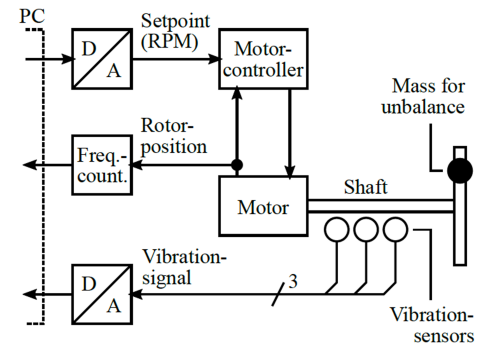 PC
Setpoint
(RPM)
D
A
Motor-
controller
Mass for
unbalance
Rotor-
position
Freq.-
count.
Motor
Shaft
Vibration-
signal
D
A
3
Vibration-
sensors